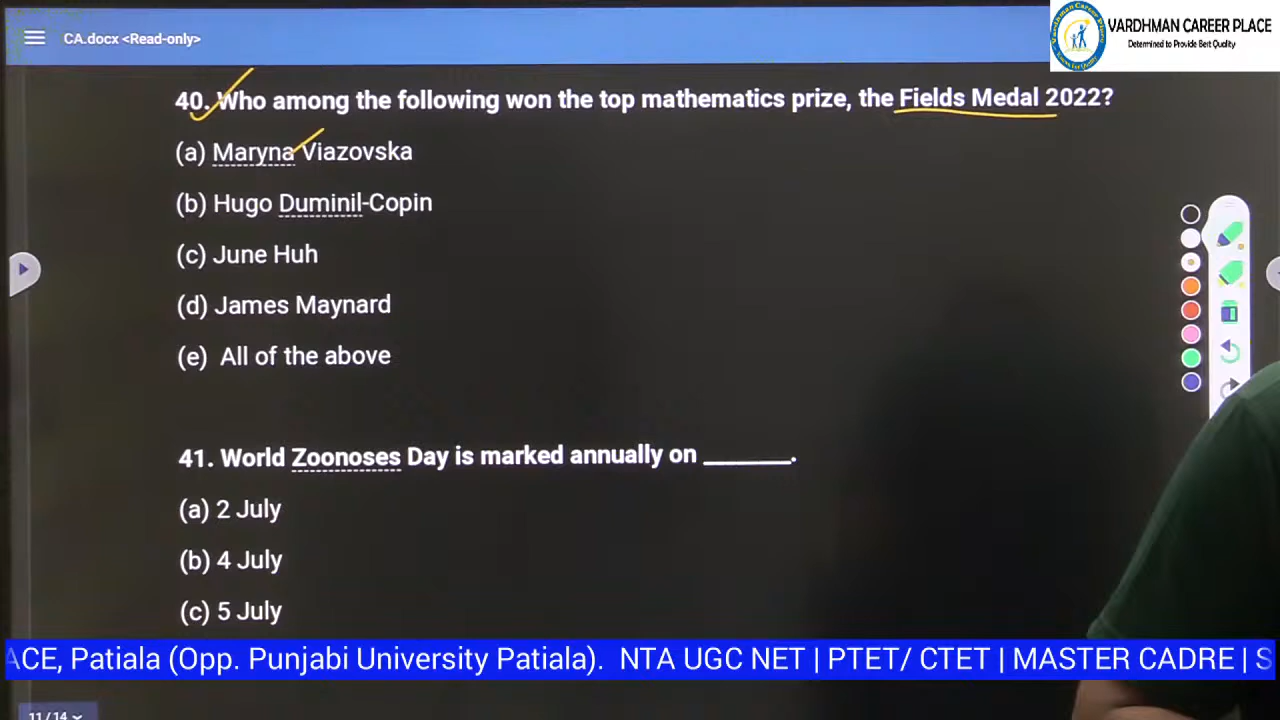 CA.docx <Read-only>
VARDHMAN CAREER PLACE
Determined to Provide Bert Quality
40. Who among the following won the top mathematics prize, the Fields Medal 2022?
(a) Maryna Viazovska
(b) Hugo Duminil-Copin
(c) June Huh
(d) James Maynard
(e) All of the above
41. World Zoonoses Day is marked annually on ______.
(a) 2 July
(b) 4 July
(c) 5 July
ACE, Patiala (Opp. Punjabi University Patiala). NTA UGC NET | PTET/ CTET | MASTER CADRE | S
11/14